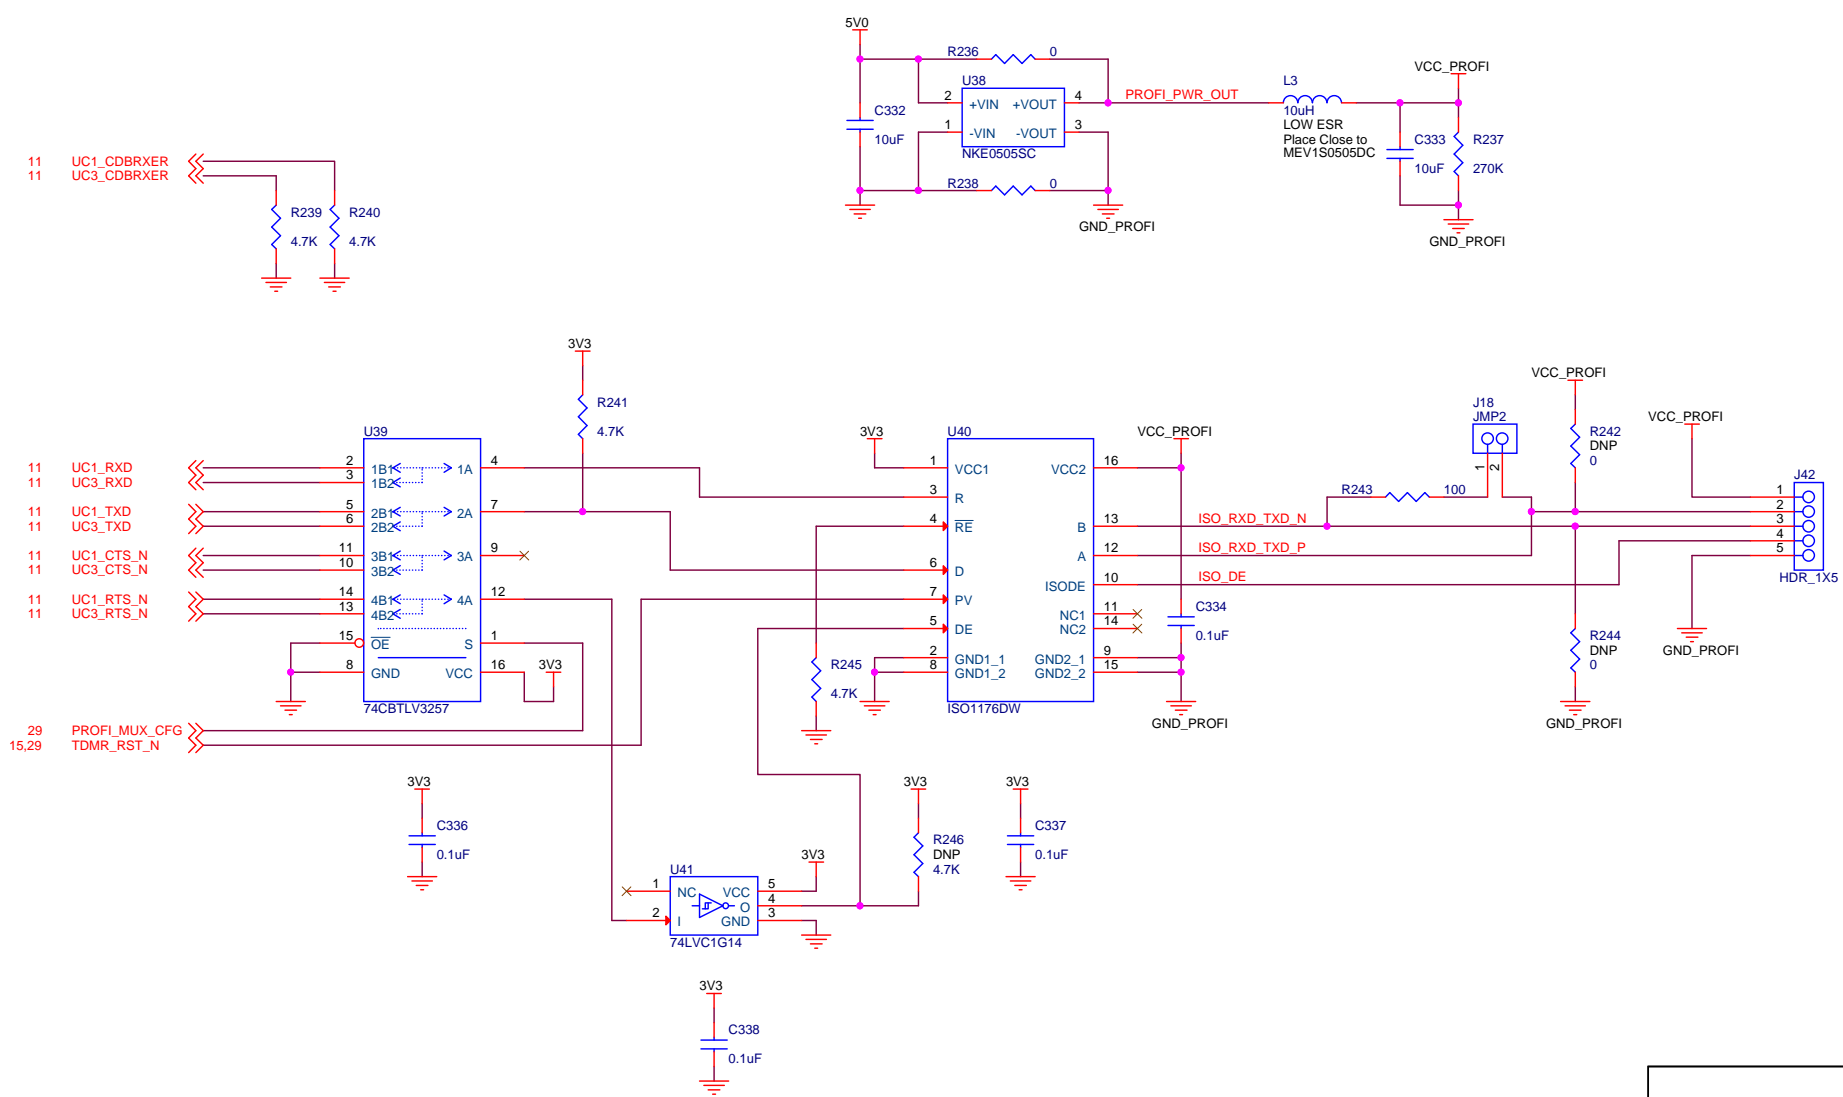 5V0
R236 0
U38
2 +VIN +VOUT 4
1 -VIN -VOUT 3
NKE0505SC
C332
10uF
R238 0
GND_PROFI
PROFI_PWR_OUT
L3
10uH
LOW ESR
Place Close to
MEV1S0505DC
VCC_PROFI
C333
10uF
R237
270K
GND_PROFI
11 UC1_CDBRXER
11 UC3_CDBRXER
R239
4.7K
R240
4.7K
3V3
R241
4.7K
U39
11 UC1_RXD 2 1B1 1A 4
11 UC3_RXD 3 1B2
11 UC1_TXD 5 2B1 2A 7
11 UC3_TXD 6 2B2
11 UC1_CTS_N 11 3B1 3A 9
11 UC3_CTS_N 10 3B2
11 UC1_RTS_N 14 4B1 4A 12
11 UC3_RTS_N 13 4B2
15 OE S 1
8 GND VCC 16 3V3
74CBTLV3257
29 PROFI_MUX_CFG
15,29 TDMR_RST_N
3V3
U40
VCC_PROFI
1 VCC1 VCC2 16
3 R
4 RE B 13 ISO_RXD_TXD_N
A 12 ISO_RXD_TXD_P
6 D
ISODE 10 ISO_DE
7 PV
NC1 11
5 DE NC2 14
2 GND1_1 GND2_1 9
8 GND1_2 GND2_2 15
ISO1176DW
R245
4.7K
C334
0.1uF
GND_PROFI
J18
JMP2
1 2
R243 100
VCC_PROFI
R242
DNP
0
VCC_PROFI
J42
1
2
3
4
5
HDR_1X5
R244
DNP
0
GND_PROFI
GND_PROFI
3V3
C336
0.1uF
3V3
R246
DNP
4.7K
3V3
C337
0.1uF
U41
3V3
1 NC VCC 5
O 4
2 I GND 3
74LVC1G14
3V3
C338
0.1uF